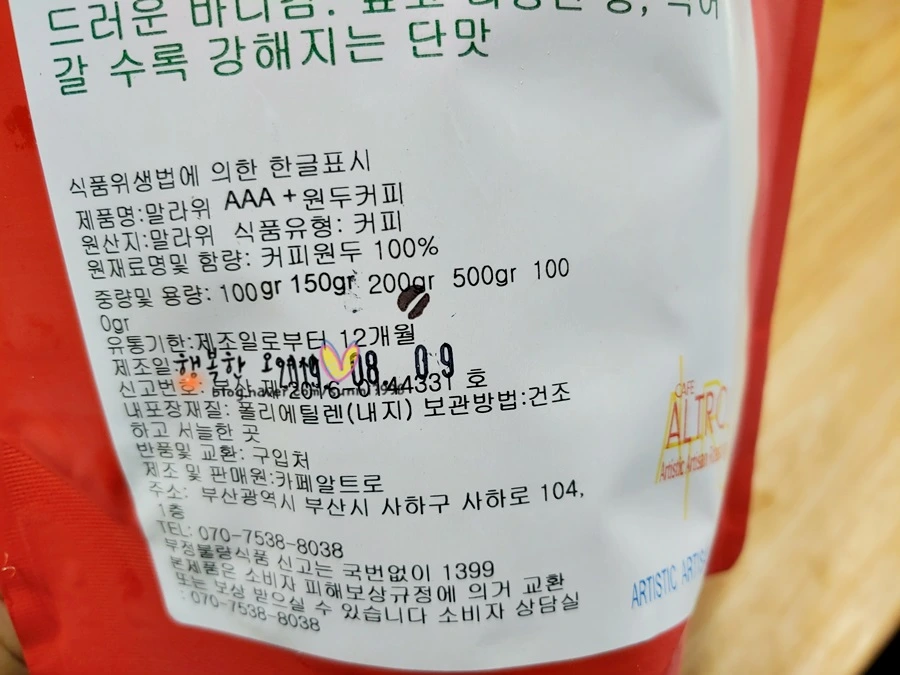 드러운 바디감.
갈 수록 강해지는 단맛
식품위생법에 의한 한글표시
제품명:말라위 AAA + 원두커피
원산지:말라위 식품유형: 커피
원재료명및 함량: 커피원두 100%
중량및 용량: 100gr 150gr 200gr 500gr 100
0gr
유통기한:제조일로부터 12개월
제조일 2019 08. 09
행복한
신고번호: 부산 제 2016 호
blog.naver.com
내포장재질: 폴리에틸렌(내지) 보관방법:건조
하고 서늘한 곳
반품및 교환: 구입처
제조 및 판매원:카페알트로
주소: 부산광역시 부산시 사하구 사하로 104,
1층
TEL: 070-7538-8038
부정불량식품 신고는 국번없이 1399
본제품은 소비자 피해보상규정에 의거 교환
또는 보상 받으실 수 있습니다 소비자 상담실
: 070-7538-8038
CAFE
ALTRO
ARTISTIC